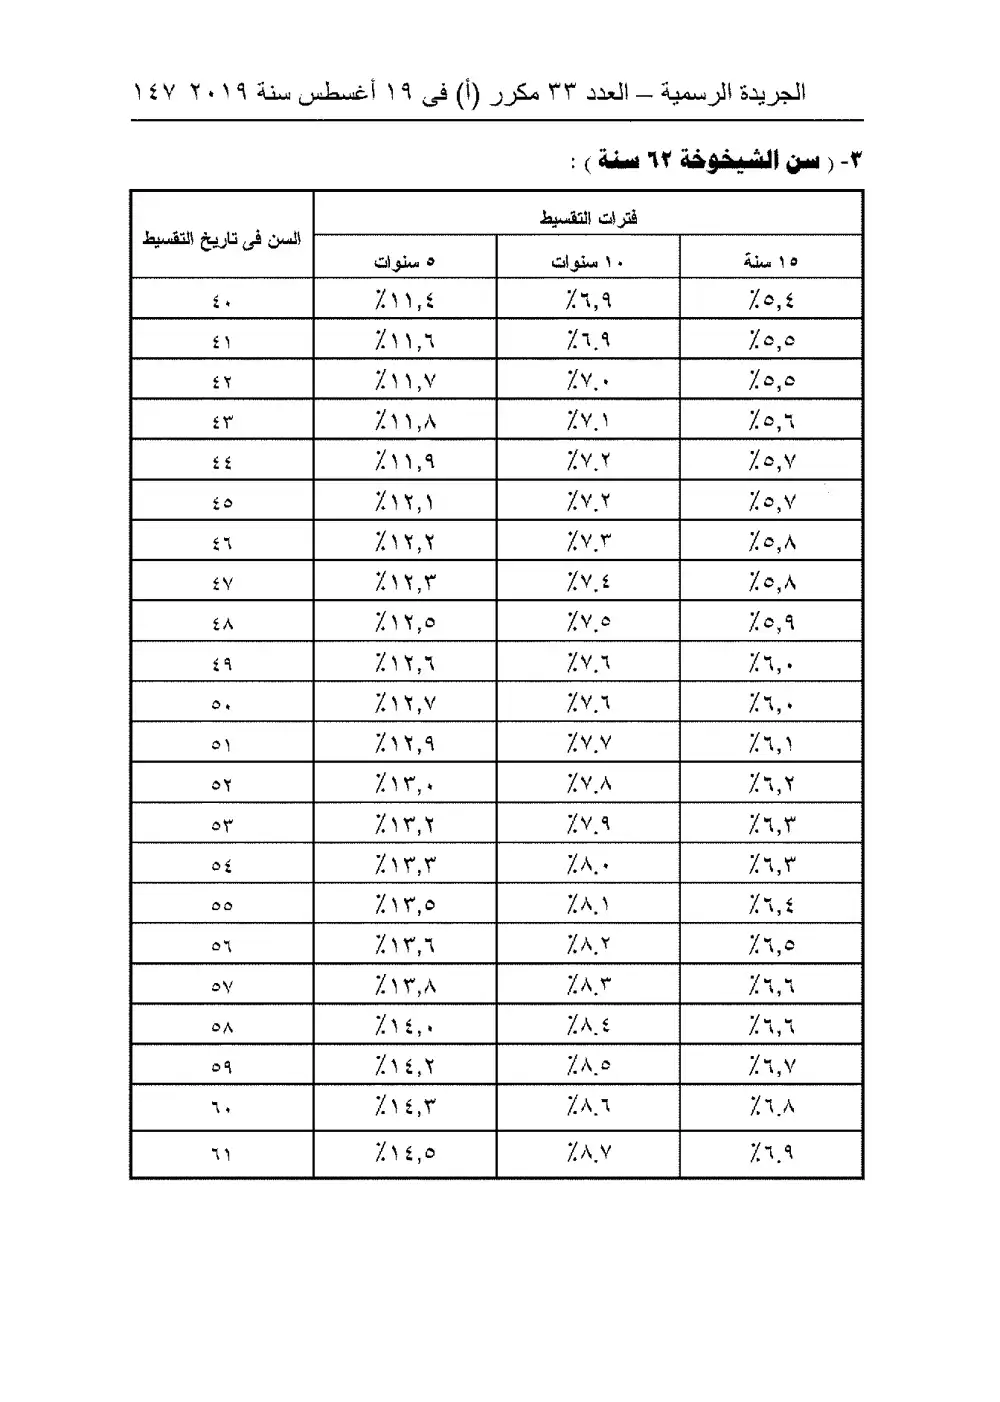 الجريدة الرسمية – العدد ٣٣ مكرر (أ) فى ١٩ أغسطس سنة ٢٠١٩ ١٤٧
٣- ( سن الشيخوخة ٦٢ سنة ) :
فترات التقسيط السن فى تاريخ التقسيط
١٥ سنة ١٠ سنوات ٥ سنوات
٥,٤٪ ٦,٩٪ ١١,٤٪ ٤٠
٥,٥٪ ٦.٩٪ ١١,٦٪ ٤١
٥,٥٪ ٧.٠٪ ١١,٧٪ ٤٢
٥,٦٪ ٧.١٪ ١١,٨٪ ٤٣
٥,٧٪ ٧.٢٪ ١١,٩٪ ٤٤
٥,٧٪ ٧.٢٪ ١٢,١٪ ٤٥
٥,٨٪ ٧.٣٪ ١٢,٢٪ ٤٦
٥,٨٪ ٧.٤٪ ١٢,٣٪ ٤٧
٥,٩٪ ٧.٥٪ ١٢,٥٪ ٤٨
٦,٠٪ ٧.٦٪ ١٢,٦٪ ٤٩
٦,٠٪ ٧.٦٪ ١٢,٧٪ ٥٠
٦,١٪ ٧.٧٪ ١٢,٩٪ ٥١
٦,٢٪ ٧.٨٪ ١٣,٠٪ ٥٢
٦,٣٪ ٧.٩٪ ١٣,٢٪ ٥٣
٦,٣٪ ٨.٠٪ ١٣,٣٪ ٥٤
٦,٤٪ ٨.١٪ ١٣,٥٪ ٥٥
٦,٥٪ ٨.٢٪ ١٣,٦٪ ٥٦
٦,٦٪ ٨.٣٪ ١٣,٨٪ ٥٧
٦,٦٪ ٨.٤٪ ١٤,٠٪ ٥٨
٦,٧٪ ٨.٥٪ ١٤,٢٪ ٥٩
٦.٨٪ ٨.٦٪ ١٤,٣٪ ٦٠
٦.٩٪ ٨.٧٪ ١٤,٥٪ ٦١